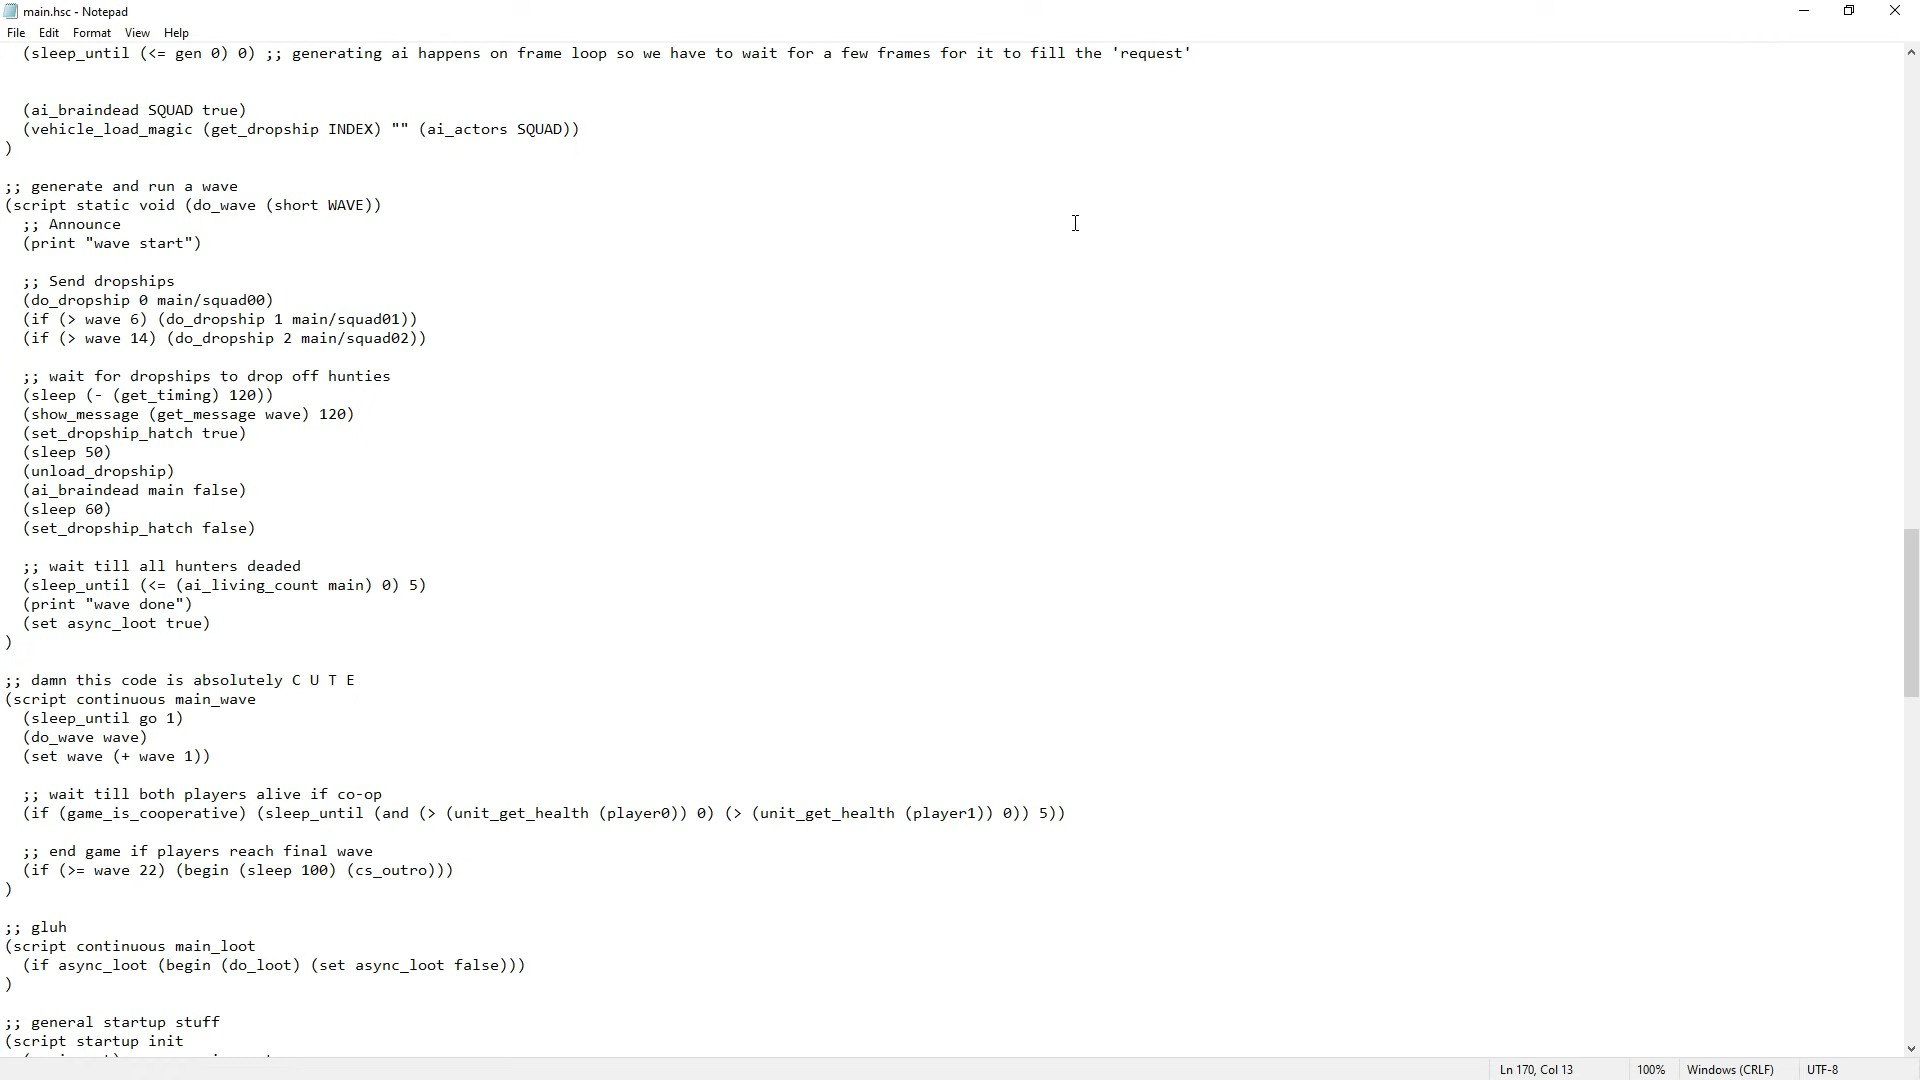 main.hsc - Notepad
File Edit Format View Help
(sleep_until (<= gen 0) 0) ;; generating ai happens on frame loop so we have to wait for a few frames for it to fill the 'request'
(ai_braindead SQUAD true)
(vehicle_load_magic (get_dropship INDEX) "" (ai_actors SQUAD))
)
;; generate and run a wave
(script static void (do_wave (short WAVE))
;; Announce
(print "wave start")
;; Send dropships
(do_dropship 0 main/squad00)
(if (> wave 6) (do_dropship 1 main/squad01))
(if (> wave 14) (do_dropship 2 main/squad02))
;; wait for dropships to drop off hunties
(sleep (- (get_timing) 120))
(show_message (get_message wave) 120)
(set_dropship_hatch true)
(sleep 50)
(unload_dropship)
(ai_braindead main false)
(sleep 60)
(set_dropship_hatch false)
;; wait till all hunters deaded
(sleep_until (<= (ai_living_count main) 0) 5)
(print "wave done")
(set async_loot true)
)
;; damn this code is absolutely C U T E
(script continuous main_wave
(sleep_until go 1)
(do_wave wave)
(set wave (+ wave 1))
;; wait till both players alive if co-op
(if (game_is_cooperative) (sleep_until (and (> (unit_get_health (player0)) 0) (> (unit_get_health (player1)) 0)) 5))
;; end game if players reach final wave
(if (>= wave 22) (begin (sleep 100) (cs_outro)))
)
;; gluh
(script continuous main_loot
(if async_loot (begin (do_loot) (set async_loot false)))
)
;; general startup stuff
(script startup init
Ln 170, Col 13 100% Windows (CRLF) UTF-8